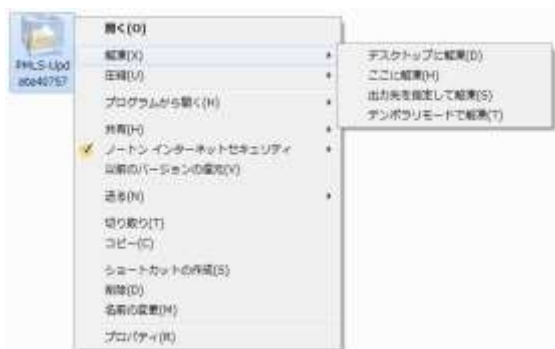 PMLS-Upd
ate40757
開く(O)
解凍(X)
圧縮(U)
プログラムから開く(H)
共有(H)
ノートン インターネットセキュリティ
以前のバージョンの復元(V)
送る(N)
切り取り(T)
コピー(C)
ショートカットの作成(S)
削除(D)
名前の変更(M)
プロパティ(R)
デスクトップに解凍(D)
ここに解凍(H)
出力先を指定して解凍(S)
テンポラリモードで解凍(T)